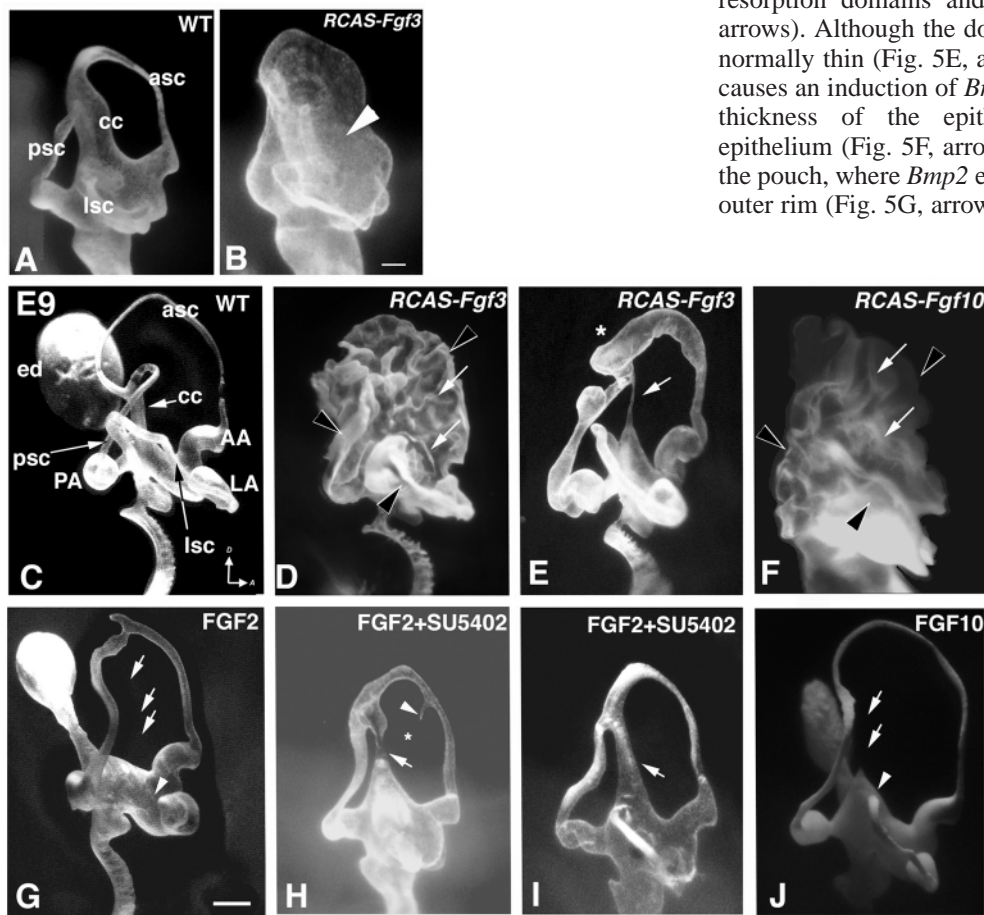 resorption domains and
arrows). Although the do
normally thin (Fig. 5E, a
causes an induction of Bn
thickness of the epith
epithelium (Fig. 5F, arro
the pouch, where Bmp2 e
outer rim (Fig. 5G, arrow
WT
asc
cc
psc
lsc
A
RCAS-Fgf3
B
E9
WT
asc
ed
cc
psc
AA
PA
LA
lsc
D
A
C
RCAS-Fgf3
D
RCAS-Fgf3
*
E
RCAS-Fgf10
F
FGF2
G
FGF2+SU5402
*
H
FGF2+SU5402
I
FGF10
J